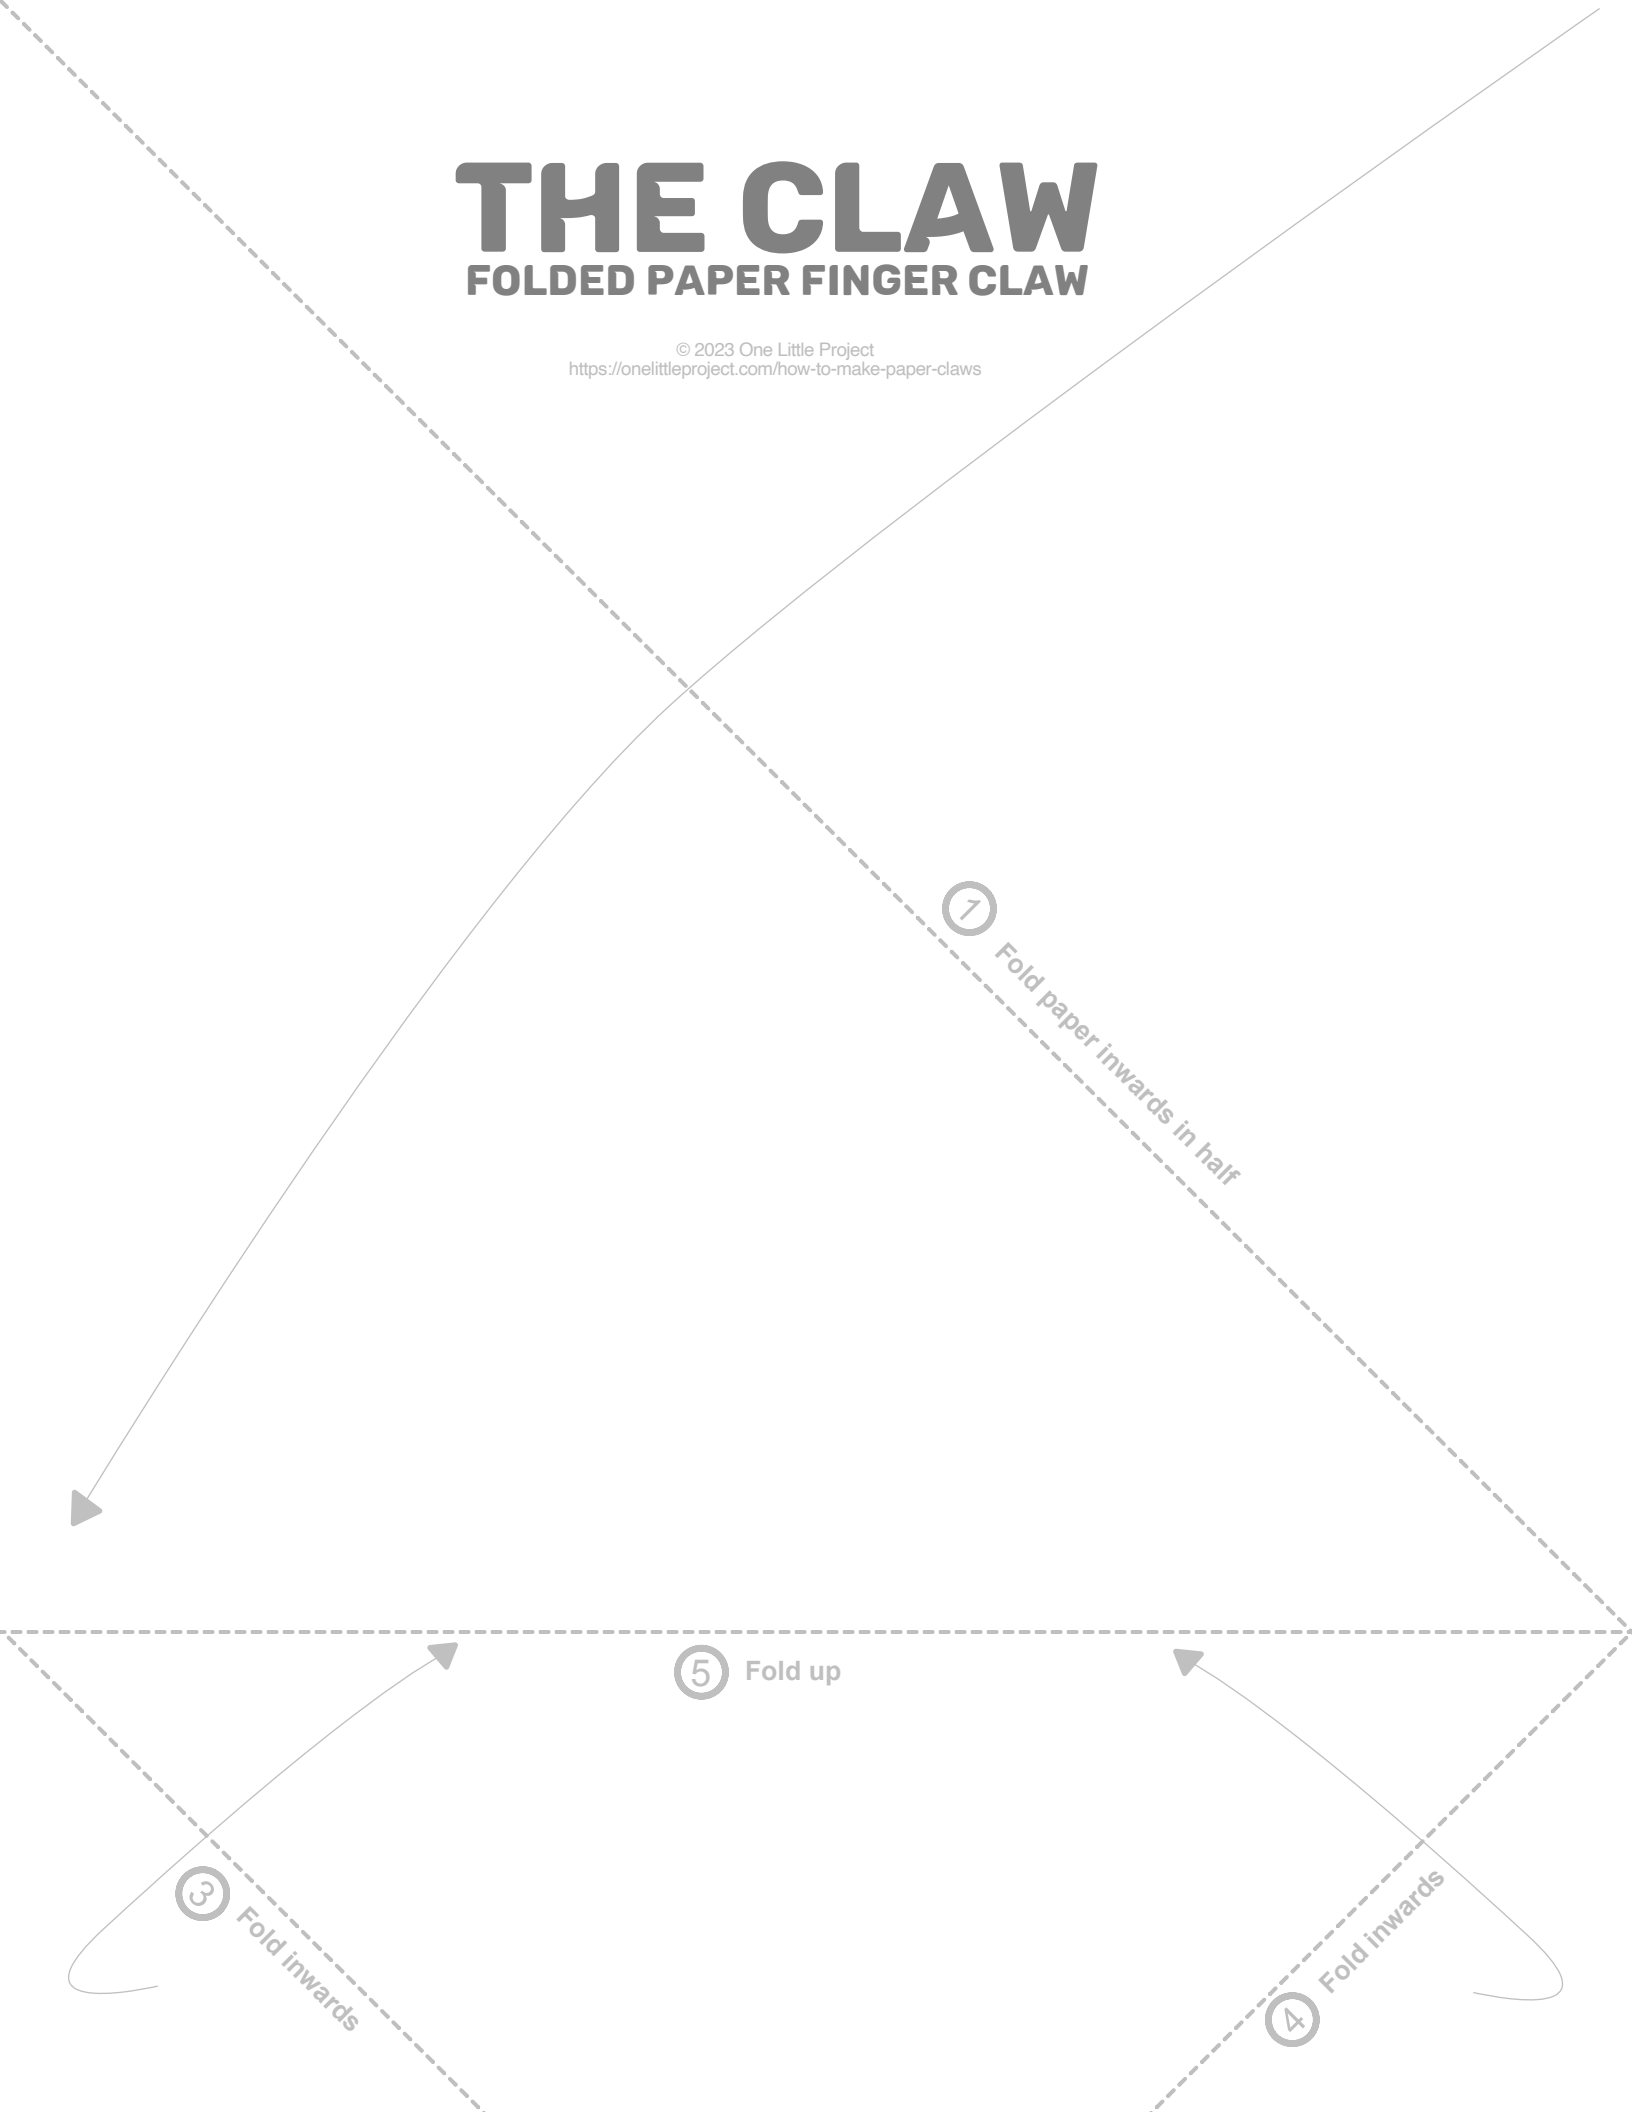 THE CLAW
FOLDED PAPER FINGER CLAW
© 2023 One Little Project
https://onelittleproject.com/how-to-make-paper-claws
1 Fold paper inwards in half
5 Fold up
3 Fold inwards
4 Fold inwards